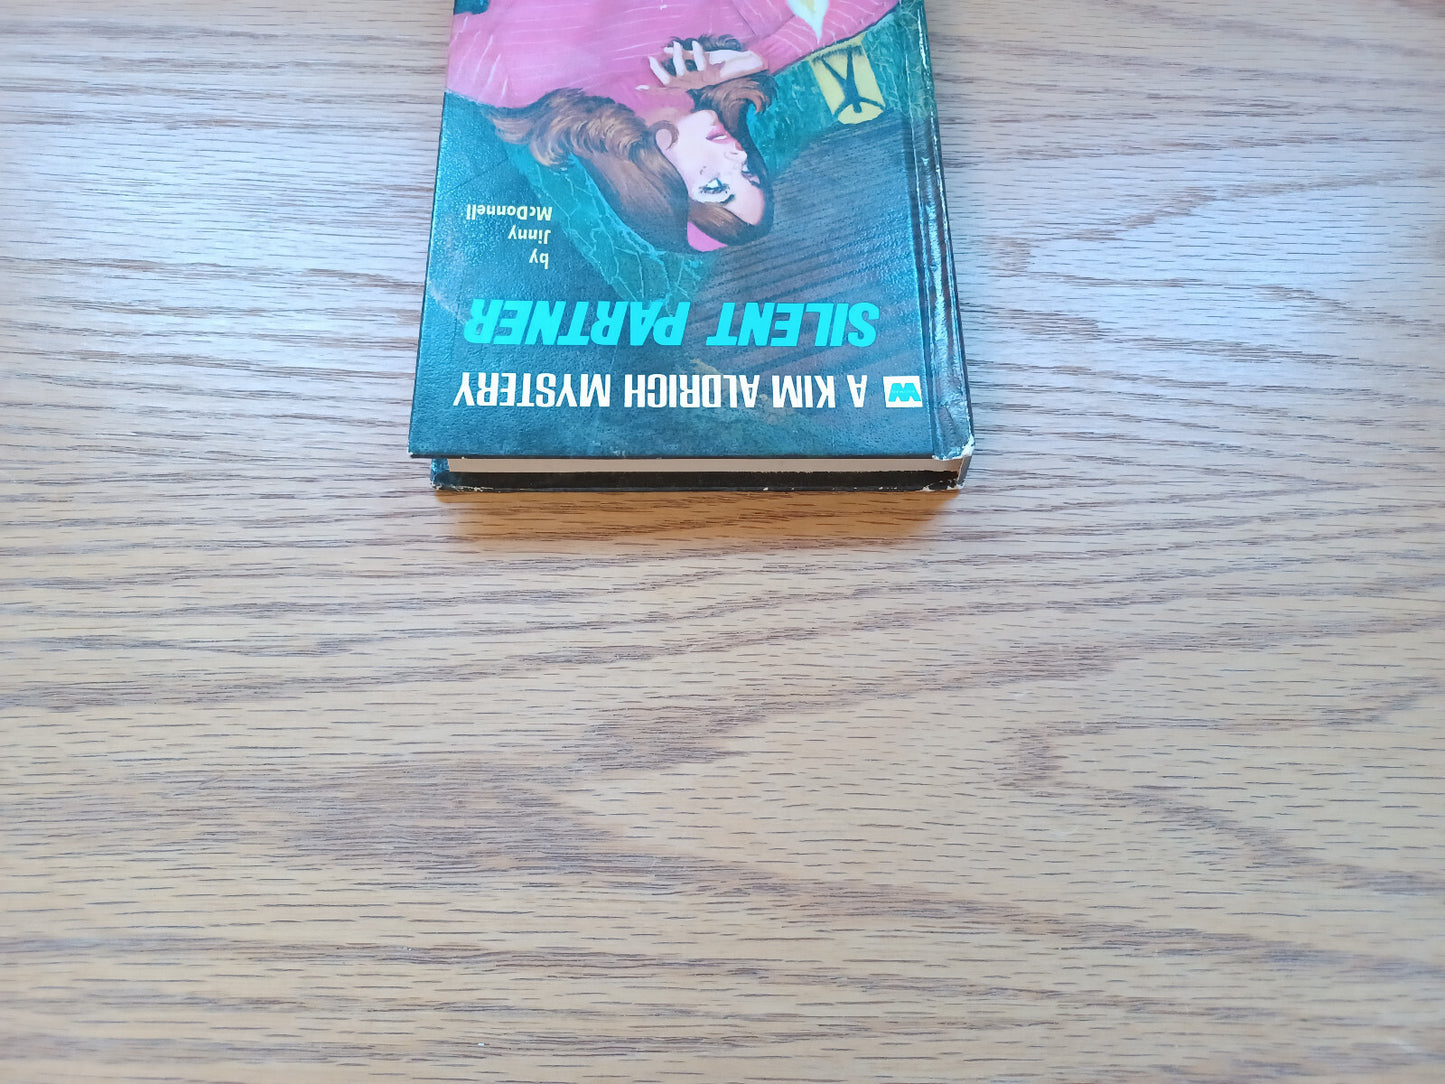 A KIM ALDRICH MYSTERY
SILENT PARTNER
by
Jinny
McDonnell